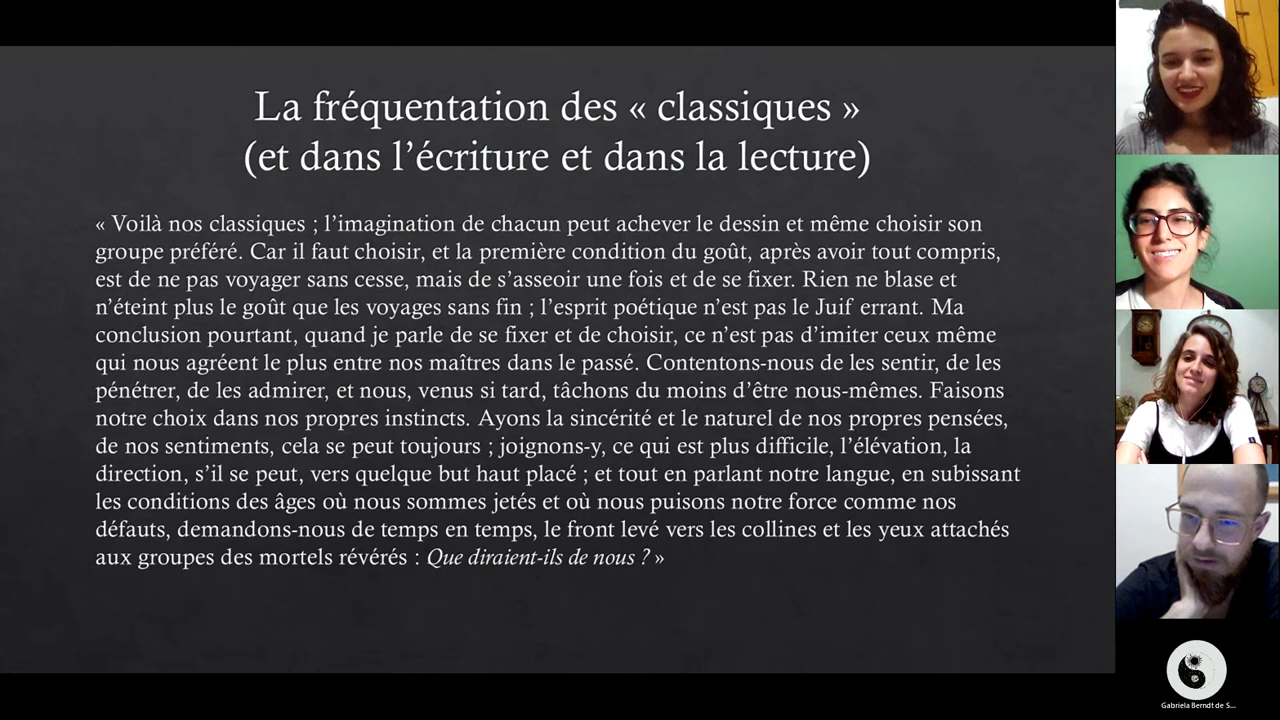 La fréquentation des « classiques »
(et dans l’écriture et dans la lecture)
« Voilà nos classiques ; l’imagination de chacun peut achever le dessin et même choisir son
groupe préféré. Car il faut choisir, et la première condition du goût, après avoir tout compris,
est de ne pas voyager sans cesse, mais de s’asseoir une fois et de se fixer. Rien ne blase et
n’éteint plus le goût que les voyages sans fin ; l’esprit poétique n’est pas le Juif errant. Ma
conclusion pourtant, quand je parle de se fixer et de choisir, ce n’est pas d’imiter ceux même
qui nous agréent le plus entre nos maîtres dans le passé. Contentons-nous de les sentir, de les
pénétrer, de les admirer, et nous, venus si tard, tâchons du moins d’être nous-mêmes. Faisons
notre choix dans nos propres instincts. Ayons la sincérité et le naturel de nos propres pensées,
de nos sentiments, cela se peut toujours ; joignons-y, ce qui est plus difficile, l’élévation, la
direction, s’il se peut, vers quelque but haut placé ; et tout en parlant notre langue, en subissant
les conditions des âges où nous sommes jetés et où nous puisons notre force comme nos
défauts, demandons-nous de temps en temps, le front levé vers les collines et les yeux attachés
aux groupes des mortels révérés : Que diraient-ils de nous ? »
Gabriela Berndt de S...